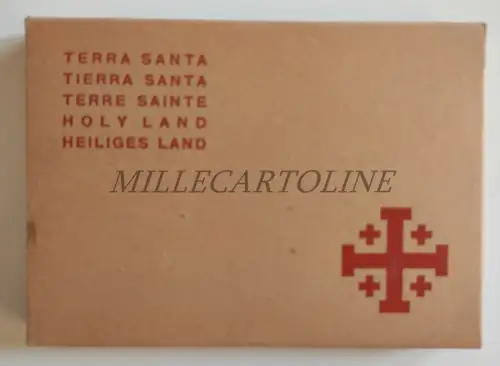 TERRA SANTA
TIERRA SANTA
TERRE SAINTE
HOLY LAND
HEILIGES LAND
MILLECARTOLINE